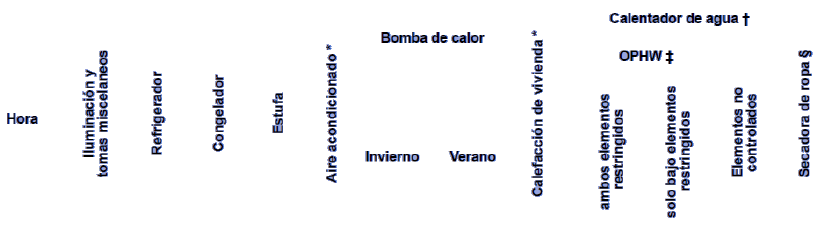 Hora
Iluminación y
tomas misceláneos
Refrigerador
Congelador
Estufa
Aire acondicionado *
Bomba de calor
Invierno
Verano
Calefacción de vivienda *
Calentador de agua †
OPHW ‡
ambos elementos
restringidos
solo bajo elementos
restringidos
Elementos no
controlados
Secadora de ropa §